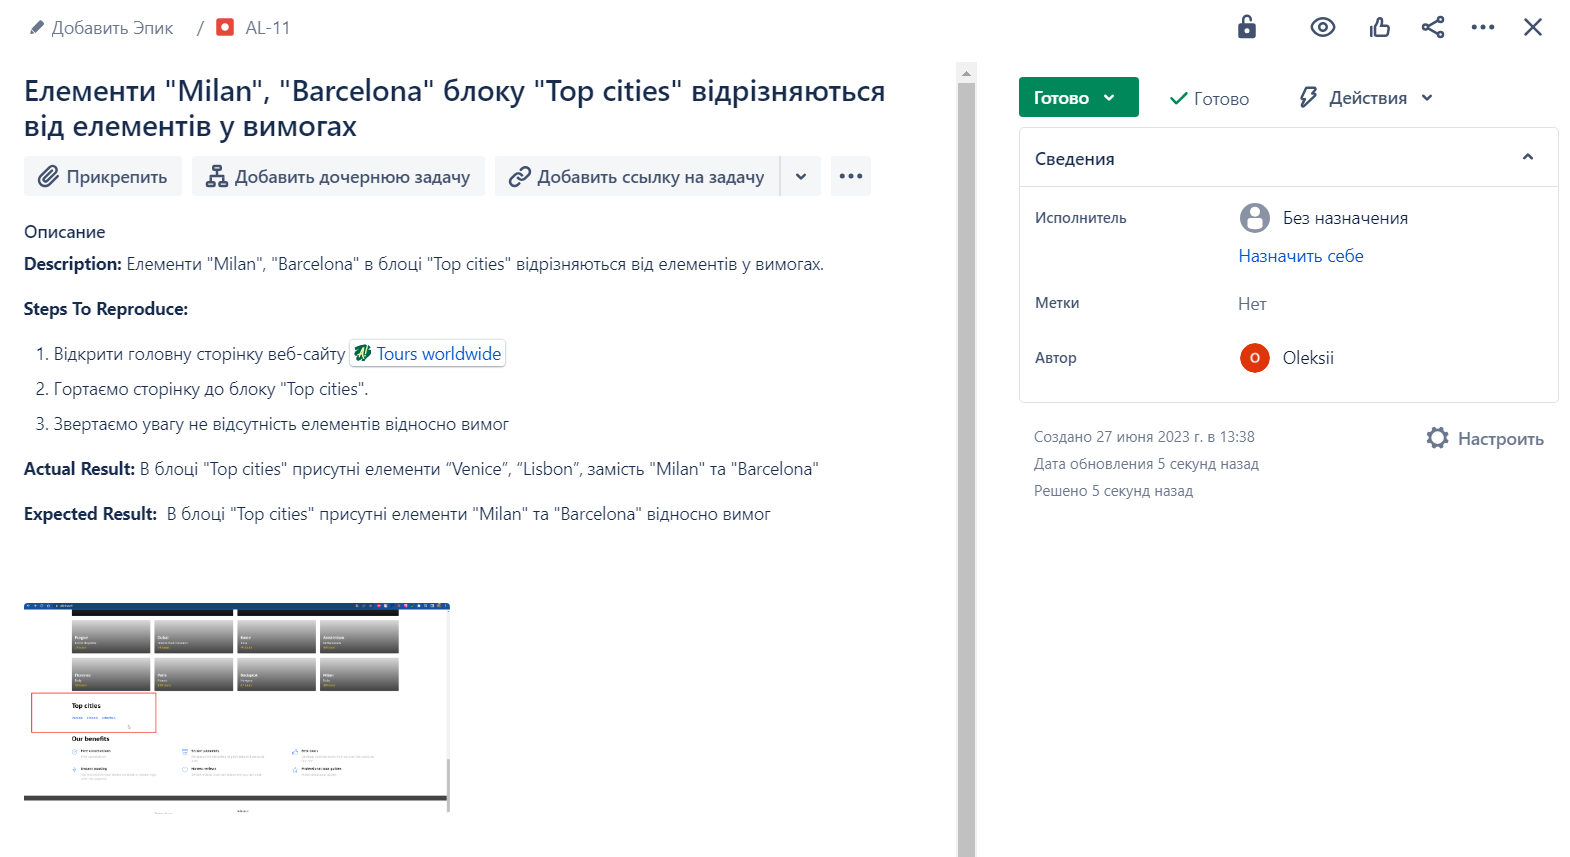 Добавить Эпик / AL-11
Елементи "Milan", "Barcelona" блоку "Top cities" відрізняються
від елементів у вимогах
Прикрепить
Добавить дочернюю задачу
Добавить ссылку на задачу
Описание
Description: Елементи "Milan", "Barcelona" в блоці "Top cities" відрізняються від елементів у вимогах.
Steps To Reproduce:
1. Відкрити головну сторінку веб-сайту Tours worldwide
2. Гортаємо сторінку до блоку "Top cities".
3. Звертаємо увагу не відсутність елементів відносно вимог
Actual Result: В блоці "Top cities" присутні елементи “Venice”, “Lisbon”, замість "Milan" та "Barcelona"
Expected Result: В блоці "Top cities" присутні елементи "Milan" та "Barcelona" відносно вимог
Top cities
Our benefits
Готово
Готово
Действия
Сведения
Исполнитель
Без назначения
Назначить себе
Метки
Нет
Автор
O Oleksii
Создано 27 июня 2023 г. в 13:38
Дата обновления 5 секунд назад
Решено 5 секунд назад
Настроить